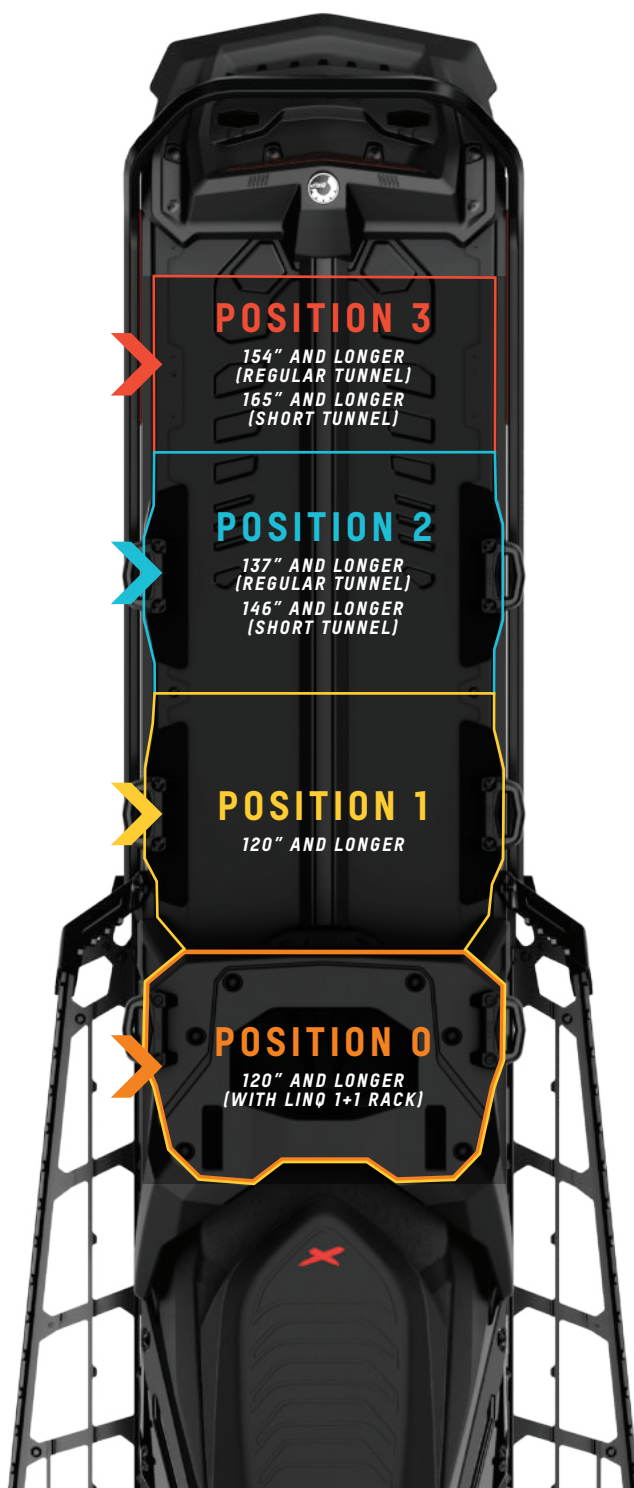 POSITION 3
154" AND LONGER
(REGULAR TUNNEL)
165" AND LONGER
(SHORT TUNNEL)
POSITION 2
137" AND LONGER
(REGULAR TUNNEL)
146" AND LONGER
(SHORT TUNNEL)
POSITION 1
120" AND LONGER
POSITION 0
120" AND LONGER
(WITH LINQ 1+1 RACK)